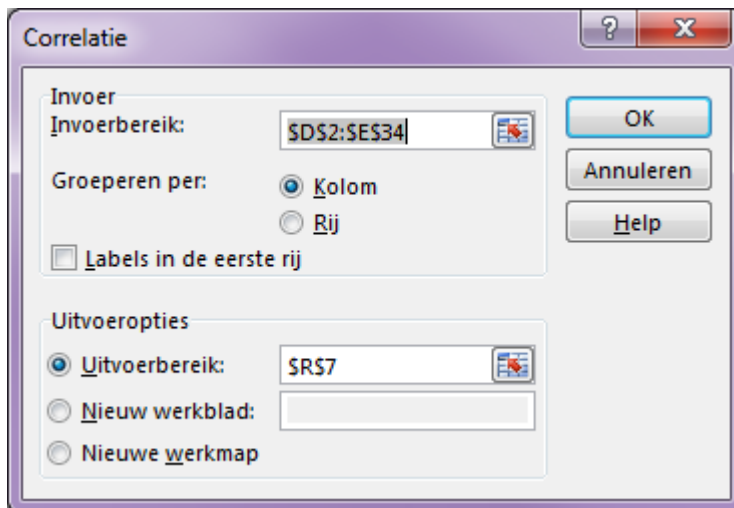 Correlatie
Invoer
Invoerbereik:
$D$2:$E$34
Groeperen per:
Kolom
Rij
Labels in de eerste rij
OK
Annuleren
Help
Uitvoeropties
Uitvoerbereik:
$R$7
Nieuw werkblad:
Nieuwe werkmap